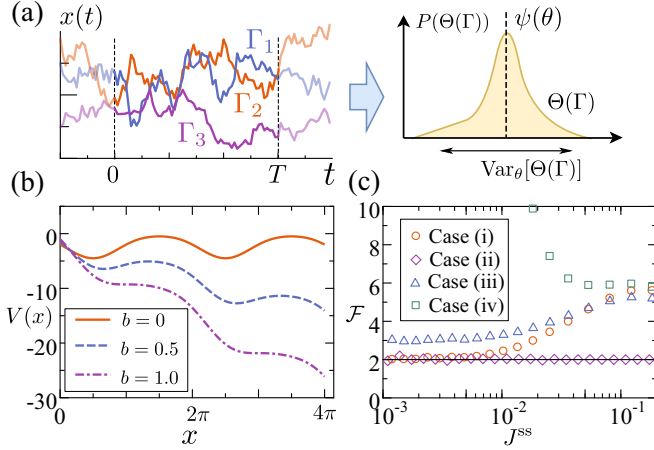 (a)
x(t)
Γ₁
Γ₂
Γ₃
0
T
t
P(Θ(Γ))
ψ(θ)
Θ(Γ)
Var_θ[Θ(Γ)]
(b)
0
-10
V(x)
-20
-30
b = 0
b = 0.5
b = 1.0
0
2π
4π
x
(c)
10
8
6
F
4
2
0
Case (i)
Case (ii)
Case (iii)
Case (iv)
10⁻³
10⁻²
10⁻¹
J^ss